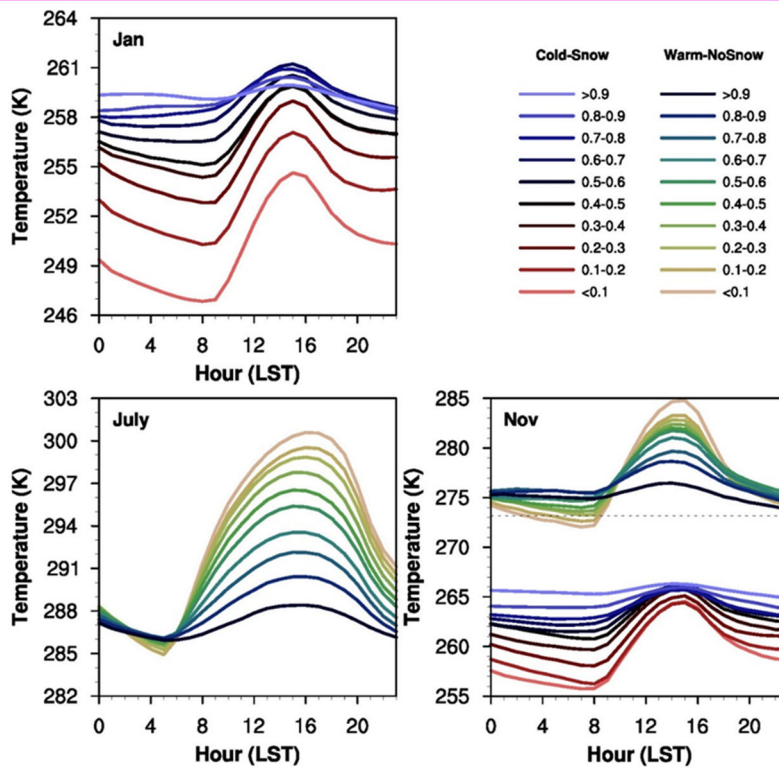 Jan
264
261
258
255
252
249
246
Temperature (K)
0 4 8 12 16 20
Hour (LST)
Cold-Snow Warm-NoSnow
>0.9 >0.9
0.8-0.9 0.8-0.9
0.7-0.8 0.7-0.8
0.6-0.7 0.6-0.7
0.5-0.6 0.5-0.6
0.4-0.5 0.4-0.5
0.3-0.4 0.3-0.4
0.2-0.3 0.2-0.3
0.1-0.2 0.1-0.2
<0.1 <0.1
July
303
300
297
294
291
288
285
282
Temperature (K)
0 4 8 12 16 20
Hour (LST)
Nov
285
280
275
270
265
260
255
Temperature (K)
0 4 8 12 16 20
Hour (LST)